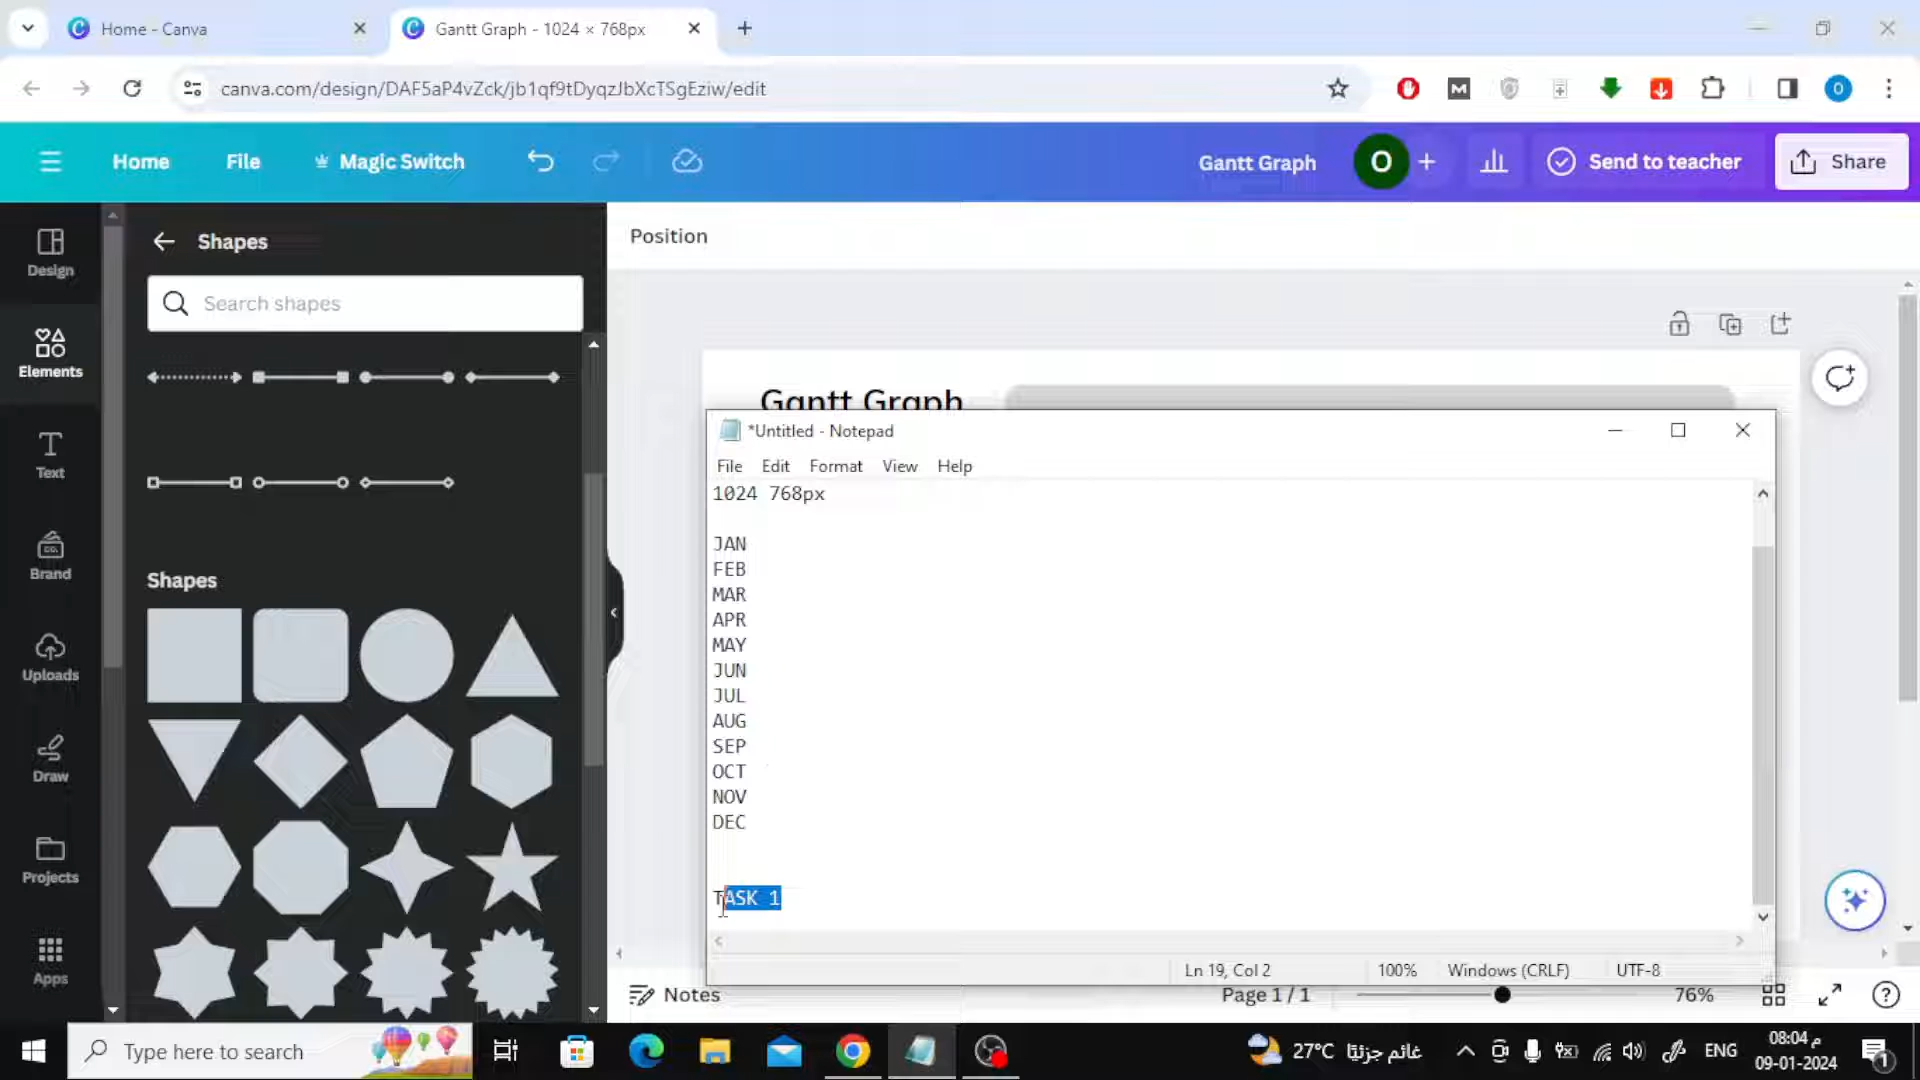 Home - Canva
Gantt Graph - 1024 × 768px
canva.com/design/DAF5aP4vZck/jb1qf9tDyqzJbXcTSgEziw/edit
O
Home
File
Magic Switch
Gantt Graph
O
Send to teacher
Share
Design
Elements
Text
Brand
Uploads
Draw
Projects
Apps
Shapes
Search shapes
Shapes
Position
Gantt Graph
*Untitled - Notepad
File
Edit
Format
View
Help
1024 768px
JAN
FEB
MAR
APR
MAY
JUN
JUL
AUG
SEP
OCT
NOV
DEC
TASK 1
Ln 19, Col 2
100%
Windows (CRLF)
UTF-8
Notes
Page 1 / 1
76%
Type here to search
27°C
غائم جزئيًا
ENG
08:04 م
09-01-2024
1